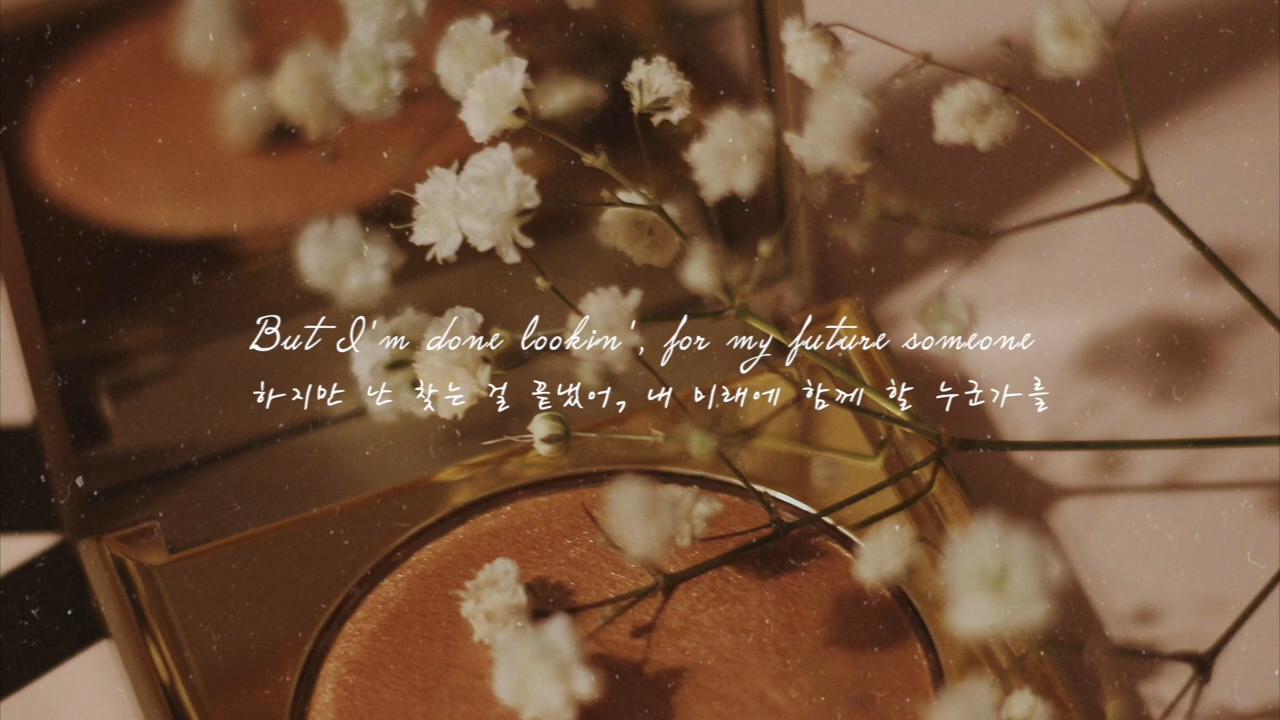 But I'm done lookin', for my future someone
하지만 난 찾는 걸 끝냈어, 내 미래에 함께 할 누군가를